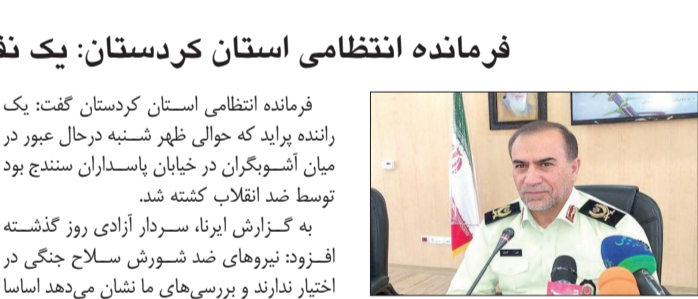 فرمانده انتظامی استان کردستان: یک
فرمانده انتظامی استان کردستان گفت: یک
راننده پراید که حوالی ظهر شنبه درحال عبور در
میان آشوبگران در خیابان پاسداران سنندج بود
توسط ضد انقلاب کشته شد.
به گزارش ایرنا، سردار آزادی روز گذشته
افزود: نیروهای ضد شورش سلاح جنگی در
اختیار ندارند و بررسی‌های ما نشان می‌دهد اساسا